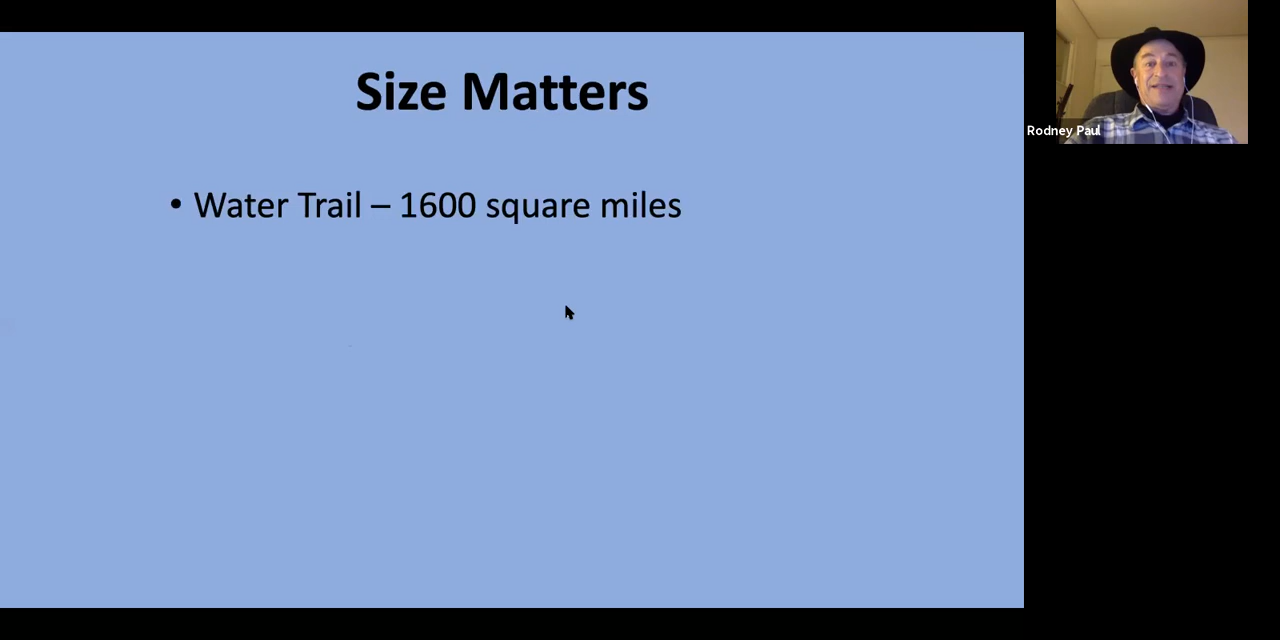 Size Matters
• Water Trail – 1600 square miles
Rodney Paul